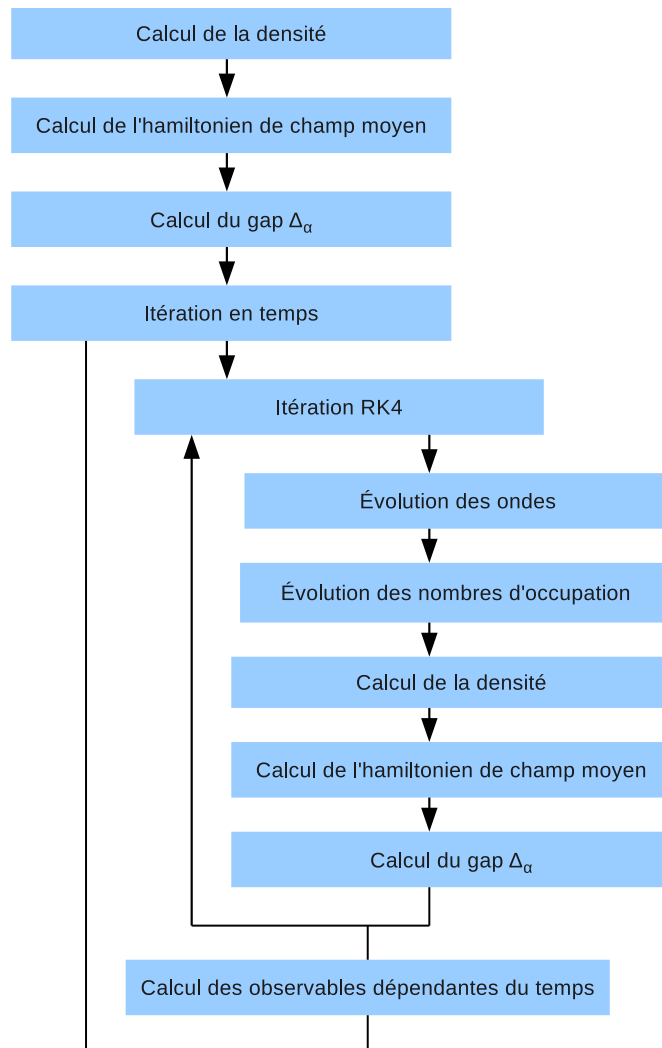 Calcul de la densité
Calcul de l'hamiltonien de champ moyen
Calcul du gap Δα
Itération en temps
Itération RK4
Évolution des ondes
Évolution des nombres d'occupation
Calcul de la densité
Calcul de l'hamiltonien de champ moyen
Calcul du gap Δα
Calcul des observables dépendantes du temps